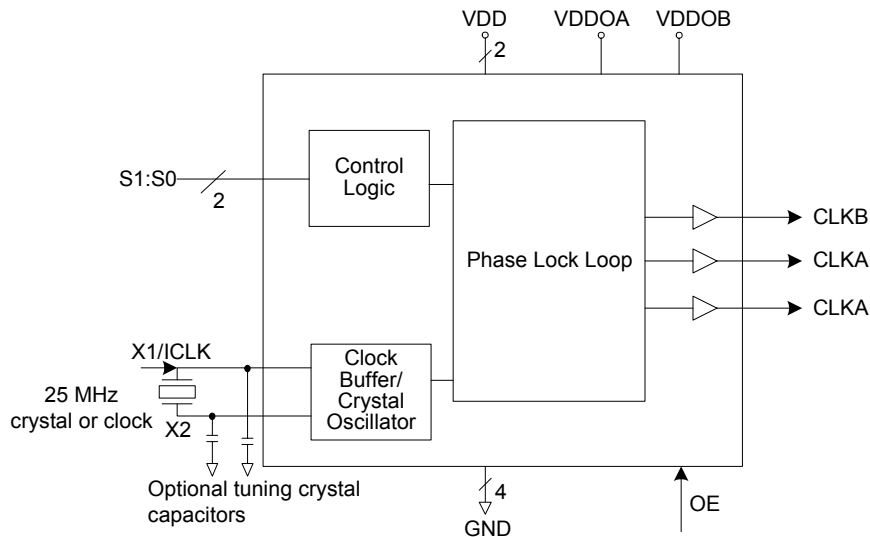 VDD
VDDOA
VDDOB
2
S1:S0
2
Control
Logic
Phase Lock Loop
CLKB
CLKA
CLKA
X1/ICLK
25 MHz
crystal or clock
X2
Clock
Buffer/
Crystal
Oscillator
Optional tuning crystal
capacitors
4
GND
OE